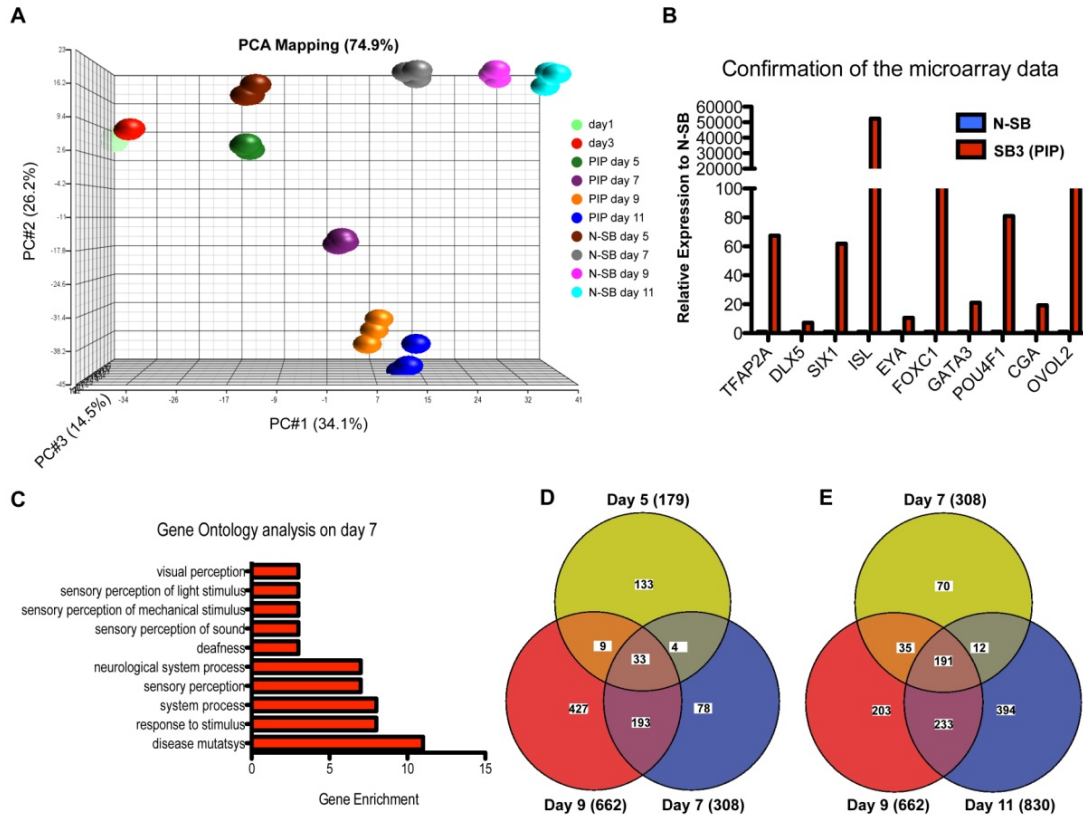 A
PCA Mapping (74.9%)
23
16.2
9.4
2.6
-4.2
-11
-17.8
-24.6
-31.4
-38.2
-45
-34
-26
-17
-9
-1
7
15
24
32
41
PC#2 (26.2%)
PC#1 (34.1%)
PC#3 (14.5%)
day1
day3
PIP day 5
PIP day 7
PIP day 9
PIP day 11
N-SB day 5
N-SB day 7
N-SB day 9
N-SB day 11
B
Confirmation of the microarray data
Relative Expression to N-SB
60000
50000
40000
30000
20000
100
80
60
40
20
0
N-SB
SB3 (PIP)
TFAP2A
DLX5
SIX1
ISL
EYA
FOXC1
GATA3
POU4F1
CGA
OVOL2
C
Gene Ontology analysis on day 7
visual perception
sensory perception of light stimulus
sensory perception of mechanical stimulus
sensory perception of sound
deafness
neurological system process
sensory perception
system process
response to stimulus
disease mutatsys
0
5
10
15
Gene Enrichment
D
Day 5 (179)
133
9
33
4
427
193
78
Day 9 (662)
Day 7 (308)
E
Day 7 (308)
70
35
191
12
203
233
394
Day 9 (662)
Day 11 (830)